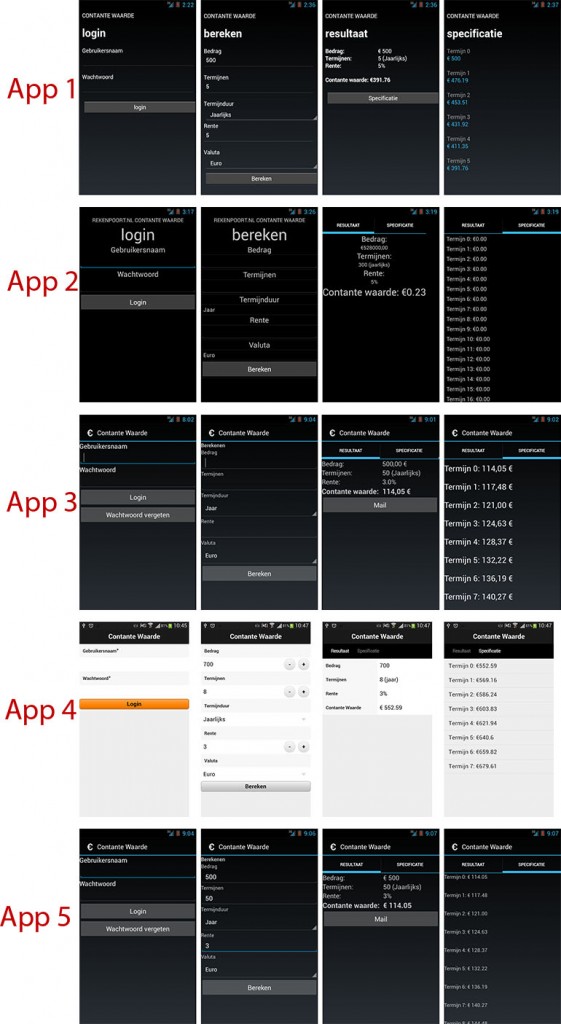 App 1
2:22
CONTANTE WAARDE
login
Gebruikersnaam
Wachtwoord
login
2:36
CONTANTE WAARDE
bereken
Bedrag
500
Termijnen
5
Termijnduur
Jaarlijks
Rente
5
Valuta
Euro
Bereken
2:36
CONTANTE WAARDE
resultaat
Bedrag: € 500
Termijnen: 5 (Jaarlijks)
Rente: 5%
Contante waarde: €391.76
Specificatie
2:37
CONTANTE WAARDE
specificatie
Termijn 0
€ 500
Termijn 1
€ 476.19
Termijn 2
€ 453.51
Termijn 3
€ 431.92
Termijn 4
€ 411.35
Termijn 5
€ 391.76
App 2
3:17
REKENPOORT.NL CONTANTE WAARDE
login
Gebruikersnaam
Wachtwoord
Login
3:26
REKENPOORT.NL CONTANTE WAARDE
bereken
Bedrag
Termijnen
Termijnduur
Jaar
Rente
Valuta
Euro
Bereken
3:19
RESULTAAT SPECIFICATIE
Bedrag:
€528000,00
Termijnen:
300 (jaarlijks)
Rente:
5%
Contante waarde: €0.23
3:19
RESULTAAT SPECIFICATIE
Termijn 0: €0.00
Termijn 1: €0.00
Termijn 2: €0.00
Termijn 3: €0.00
Termijn 4: €0.00
Termijn 5: €0.00
Termijn 6: €0.00
Termijn 7: €0.00
Termijn 8: €0.00
Termijn 9: €0.00
Termijn 10: €0.00
Termijn 11: €0.00
Termijn 12: €0.00
Termijn 13: €0.00
Termijn 14: €0.00
Termijn 15: €0.00
Termijn 16: €0.00
App 3
8:02
€ Contante Waarde
Gebruikersnaam
Wachtwoord
Login
Wachtwoord vergeten
9:04
€ Contante Waarde
Berekenen
Bedrag
Termijnen
Termijnduur
Jaar
Rente
Valuta
Euro
Bereken
9:01
€ Contante Waarde
RESULTAAT SPECIFICATIE
Bedrag: 500,00 €
Termijnen: 50 (Jaarlijks)
Rente: 3.0%
Contante waarde: 114,05 €
Mail
9:02
€ Contante Waarde
RESULTAAT SPECIFICATIE
Termijn 0: 114,05 €
Termijn 1: 117,48 €
Termijn 2: 121,00 €
Termijn 3: 124,63 €
Termijn 4: 128,37 €
Termijn 5: 132,22 €
Termijn 6: 136,19 €
Termijn 7: 140,27 €
App 4
10:45
Contante Waarde
Gebruikersnaam*
Wachtwoord*
Login
10:47
Contante Waarde
Bedrag
700 - +
Termijnen
8 - +
Termijnduur
Jaarlijks
Rente
3 - +
Valuta
Euro
Bereken
10:47
Contante Waarde
Resultaat Specificatie
Bedrag 700
Termijnen 8 (jaar)
Rente 3%
Contante Waarde € 552.59
10:47
Contante Waarde
Resultaat Specificatie
Termijn 0: €552.59
Termijn 1: €569.16
Termijn 2: €586.24
Termijn 3: €603.83
Termijn 4: €621.94
Termijn 5: €640.6
Termijn 6: €659.82
Termijn 7: €679.61
App 5
9:04
€ Contante Waarde
Gebruikersnaam
Wachtwoord
Login
Wachtwoord vergeten
9:06
€ Contante Waarde
Berekenen
Bedrag
500
Termijnen
50
Termijnduur
Jaar
Rente
3
Valuta
Euro
Bereken
9:07
€ Contante Waarde
RESULTAAT SPECIFICATIE
Bedrag: € 500
Termijnen: 50 (Jaarlijks)
Rente: 3%
Contante waarde: € 114.05
Mail
9:07
€ Contante Waarde
RESULTAAT SPECIFICATIE
Termijn 0: € 114.05
Termijn 1: € 117.48
Termijn 2: € 121.00
Termijn 3: € 124.63
Termijn 4: € 128.37
Termijn 5: € 132.22
Termijn 6: € 136.19
Termijn 7: € 140.27
Termijn 8: € 144.48